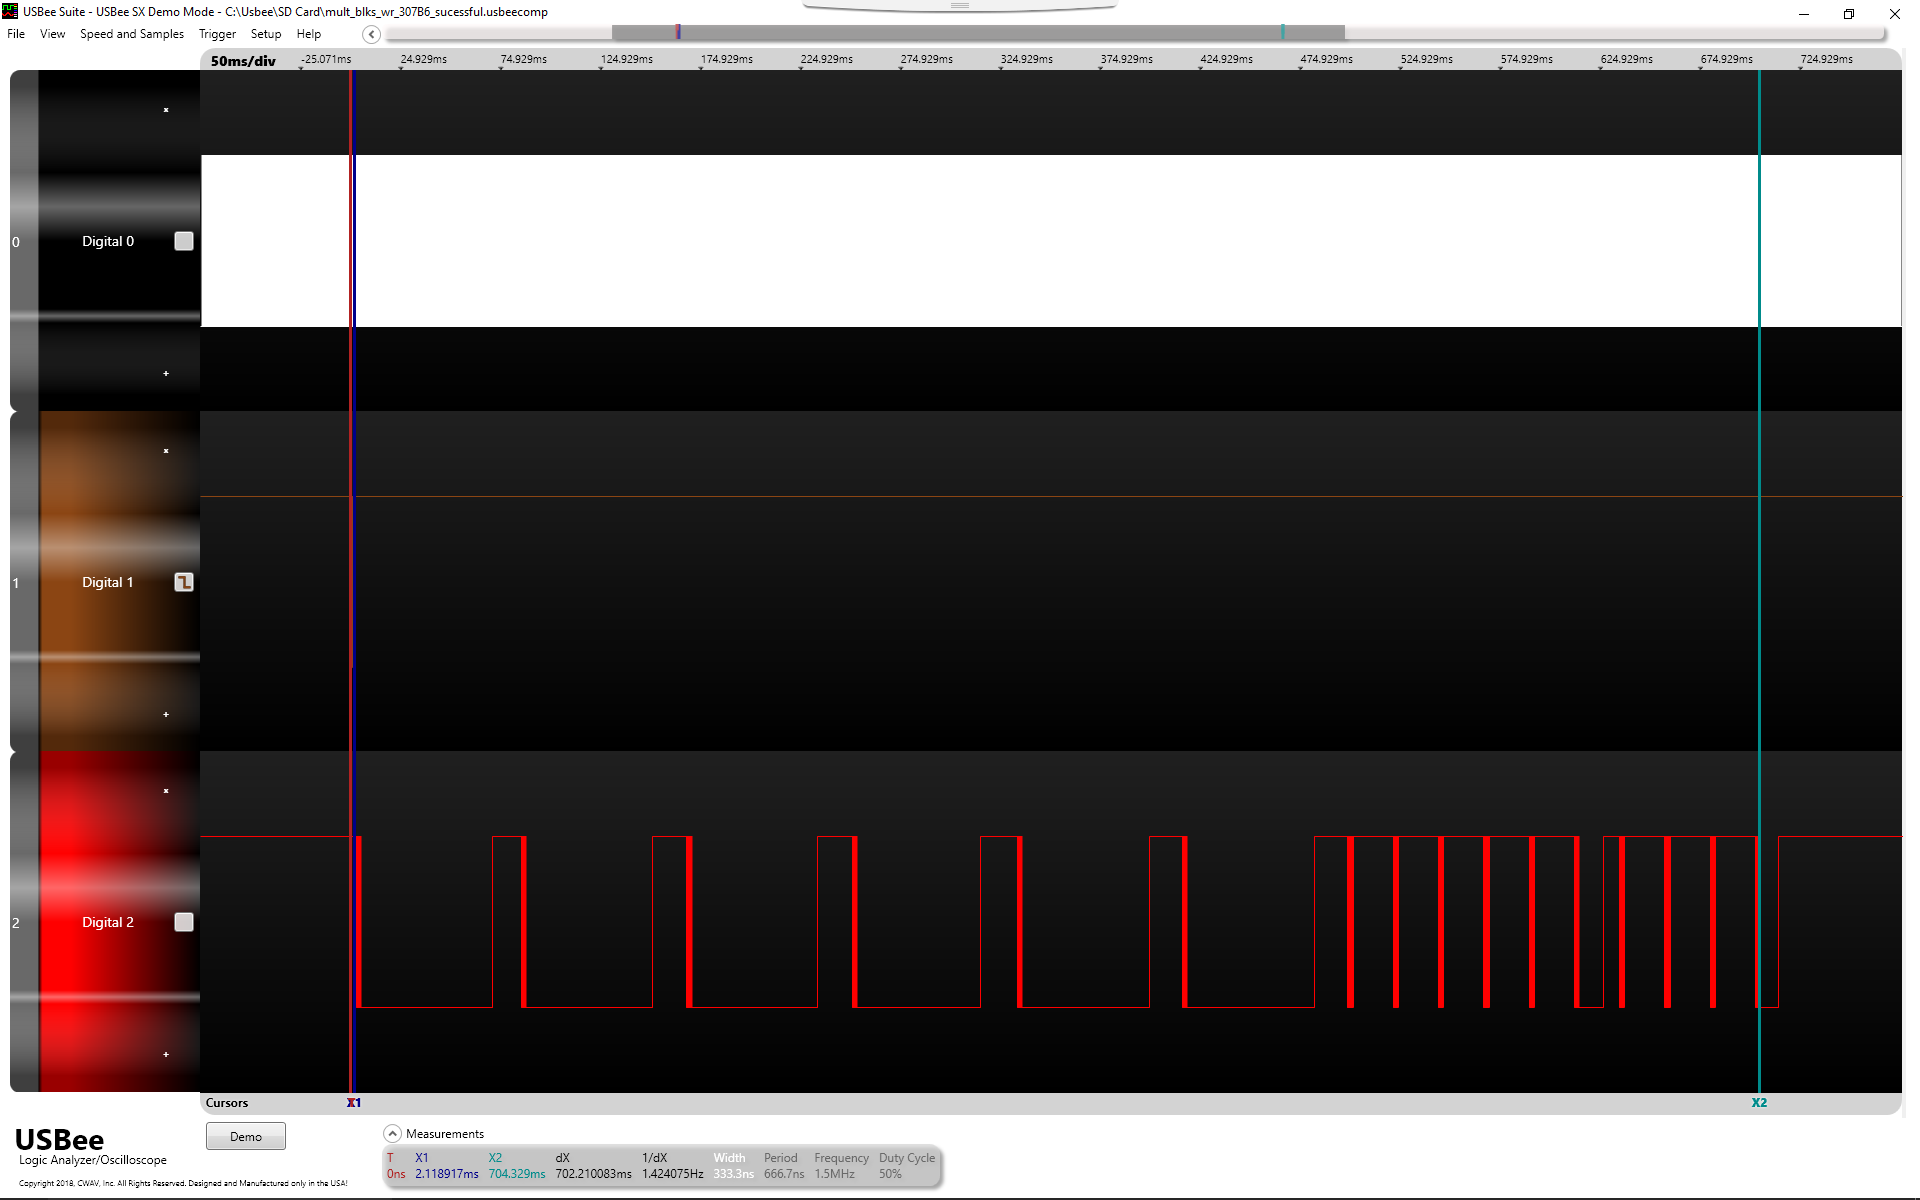 USBee Suite - USBee SX Demo Mode - C:\Usbee\SD Card\mult_blks_wr_307B6_sucessful.usbeecomp
File View Speed and Samples Trigger Setup Help
50ms/div -25.071ms 24.929ms 74.929ms 124.929ms 174.929ms 224.929ms 274.929ms 324.929ms 374.929ms 424.929ms 474.929ms 524.929ms 574.929ms 624.929ms 674.929ms 724.929ms
0 Digital 0
1 Digital 1
2 Digital 2
Cursors X1 X2
USBee
Logic Analyzer/Oscilloscope
Copyright 2018, CWAV, Inc. All Rights Reserved. Designed and Manufactured only in the USA!
Demo
Measurements
T X1 X2 dX 1/dX Width Period Frequency Duty Cycle
0ns 2.118917ms 704.329ms 702.210083ms 1.424075Hz 333.3ns 666.7ns 1.5MHz 50%